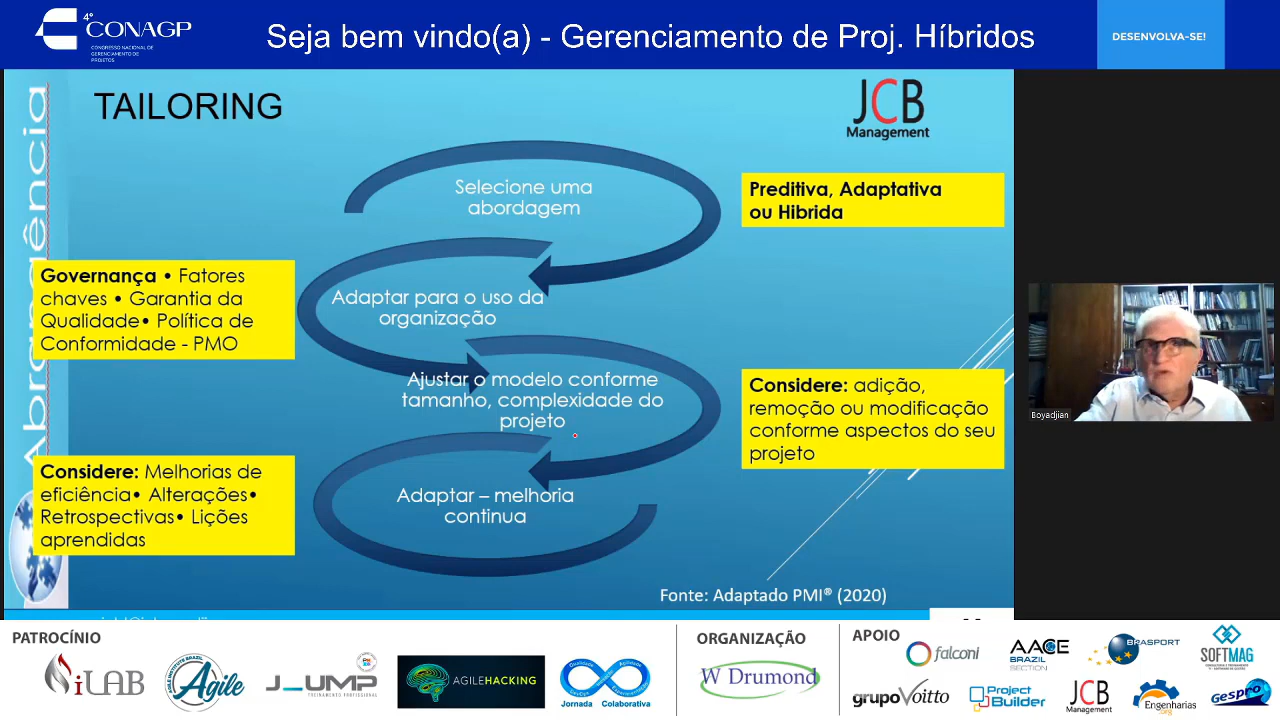 4º CONAGP
CONGRESSO NACIONAL DE
GERENCIAMENTO DE
PROJETOS
Seja bem vindo(a) - Gerenciamento de Proj. Híbridos
DESENVOLVA-SE!
Abrangência
TAILORING
JCB
Management
Selecione uma
abordagem
Preditiva, Adaptativa
ou Hibrida
Governança • Fatores
chaves • Garantia da
Qualidade• Política de
Conformidade - PMO
Adaptar para o uso da
organização
Ajustar o modelo conforme
tamanho, complexidade do
projeto
Considere: adição,
remoção ou modificação
conforme aspectos do seu
projeto
Considere: Melhorias de
eficiência• Alterações•
Retrospectivas• Lições
aprendidas
Adaptar – melhoria
continua
Fonte: Adaptado PMI® (2020)
Boyadjian
PATROCÍNIO
iLAB
Agile
J_UMP
TREINAMENTO PROFISSIONAL
AGILEHACKING
Jornada Colaborativa
ORGANIZAÇÃO
W Drumond
APOIO
falconi
AACE
BRAZIL
SECTION
BRASPORT
SOFTMAG
grupoVoitto
Project
Builder
JCB
Management
Engenharias
.org
GESPRO